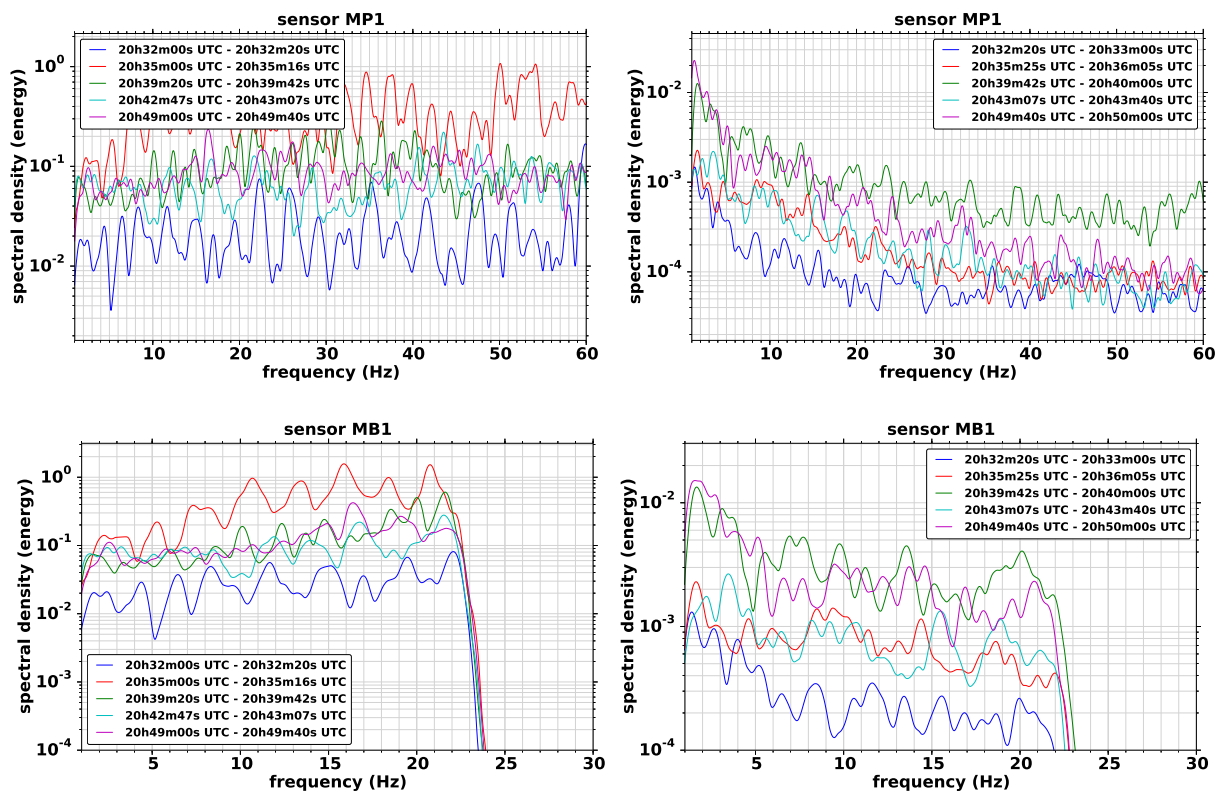 sensor MP1
spectral density (energy)
10⁰
10⁻¹
10⁻²
20h32m00s UTC - 20h32m20s UTC
20h35m00s UTC - 20h35m16s UTC
20h39m20s UTC - 20h39m42s UTC
20h42m47s UTC - 20h43m07s UTC
20h49m00s UTC - 20h49m40s UTC
10 20 30 40 50 60
frequency (Hz)
sensor MP1
spectral density (energy)
10⁻²
10⁻³
10⁻⁴
20h32m20s UTC - 20h33m00s UTC
20h35m25s UTC - 20h36m05s UTC
20h39m42s UTC - 20h40m00s UTC
20h43m07s UTC - 20h43m40s UTC
20h49m40s UTC - 20h50m00s UTC
10 20 30 40 50 60
frequency (Hz)
sensor MB1
spectral density (energy)
10⁰
10⁻¹
10⁻²
10⁻³
10⁻⁴
20h32m00s UTC - 20h32m20s UTC
20h35m00s UTC - 20h35m16s UTC
20h39m20s UTC - 20h39m42s UTC
20h42m47s UTC - 20h43m07s UTC
20h49m00s UTC - 20h49m40s UTC
5 10 15 20 25 30
frequency (Hz)
sensor MB1
spectral density (energy)
10⁻²
10⁻³
10⁻⁴
20h32m20s UTC - 20h33m00s UTC
20h35m25s UTC - 20h36m05s UTC
20h39m42s UTC - 20h40m00s UTC
20h43m07s UTC - 20h43m40s UTC
20h49m40s UTC - 20h50m00s UTC
5 10 15 20 25 30
frequency (Hz)